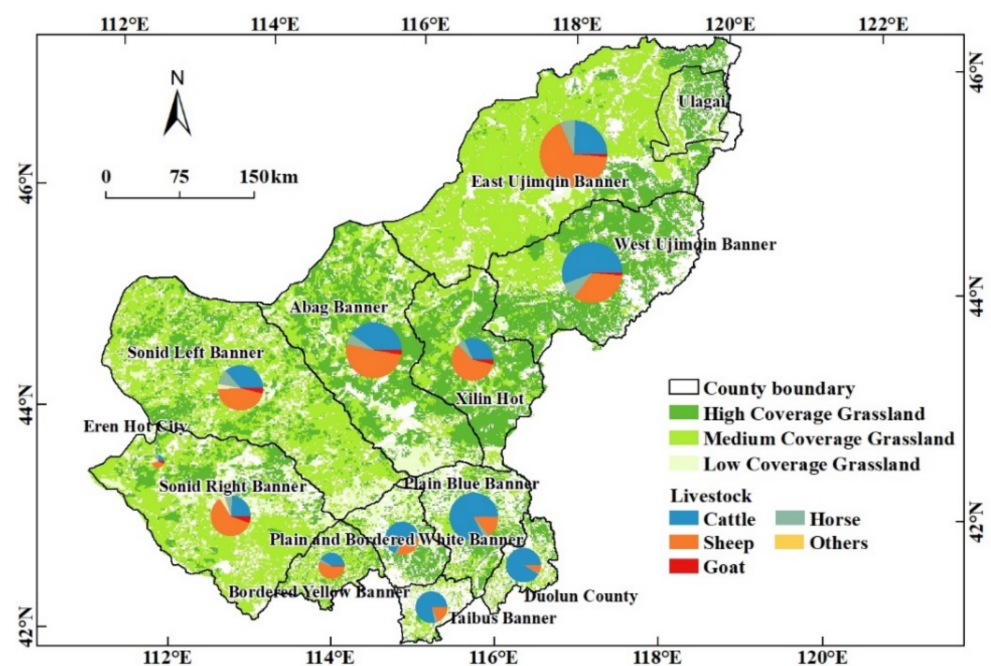 112°E 114°E 116°E 118°E 120°E 122°E
N
0 75 150km
46°N
44°N
42°N
46°N
44°N
42°N
Ulagai
East Ujimqin Banner
West Ujimqin Banner
Abag Banner
Sonid Left Banner
Xilin Hot
Eren Hot City
Sonid Right Banner
Plain Blue Banner
Plain and Bordered White Banner
Bordered Yellow Banner
Duolun County
Taibus Banner
County boundary
High Coverage Grassland
Medium Coverage Grassland
Low Coverage Grassland
Livestock
Cattle Horse
Sheep Others
Goat
112°E 114°E 116°E 118°E 120°E